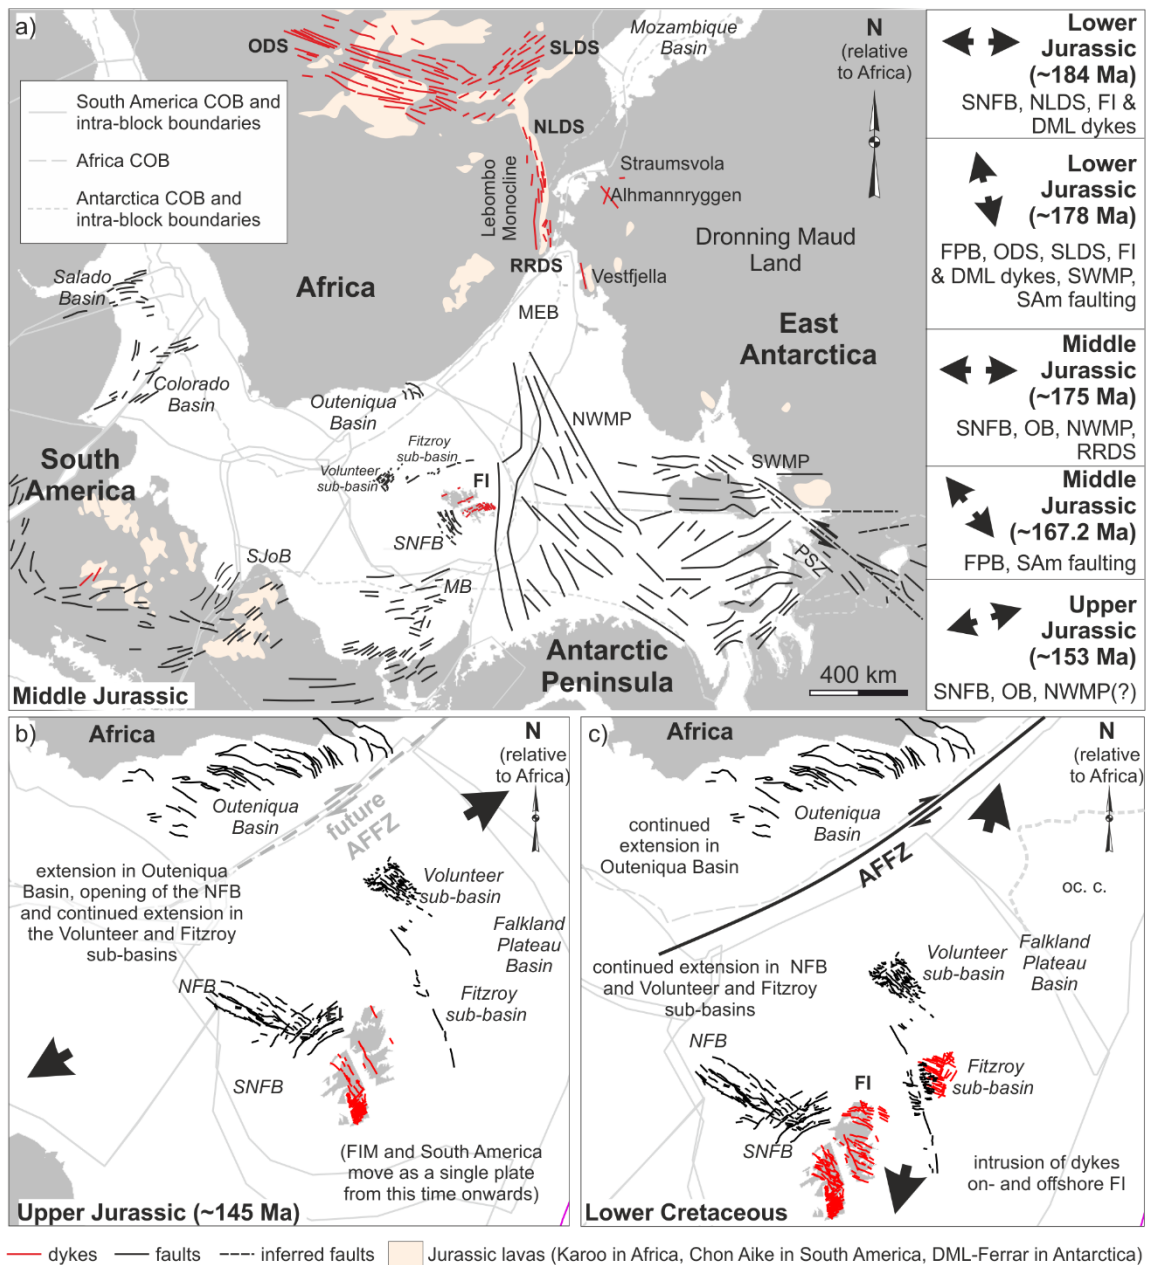 a)
ODS
SLDS
Mozambique
Basin
N
(relative
to Africa)
South America COB and
intra-block boundaries
Africa COB
Antarctica COB and
intra-block boundaries
NLDS
Lebombo
Monocline
Straumsvola
Alhmannryggen
Dronning Maud
Land
RRDS
Vestfjella
Salado
Basin
Africa
MEB
East
Antarctica
Colorado
Basin
Outeniqua
Basin
NWMP
Fitzroy
sub-basin
Volunteer
sub-basin
FI
SWMP
South
America
SNFB
PSZ
SJoB
MB
Antarctic
Peninsula
400 km
Middle Jurassic
Lower
Jurassic
(~184 Ma)
SNFB, NLDS, FI &
DML dykes
Lower
Jurassic
(~178 Ma)
FPB, ODS, SLDS, FI
& DML dykes, SWMP,
SAm faulting
Middle
Jurassic
(~175 Ma)
SNFB, OB, NWMP,
RRDS
Middle
Jurassic
(~167.2 Ma)
FPB, SAm faulting
Upper
Jurassic
(~153 Ma)
SNFB, OB, NWMP(?)
b)
Africa
N
(relative
to Africa)
Outeniqua
Basin
future
AFFZ
extension in Outeniqua
Basin, opening of the NFB
and continued extension in
the Volunteer and Fitzroy
sub-basins
Volunteer
sub-basin
Falkland
Plateau
Basin
NFB
FI
Fitzroy
sub-basin
SNFB
(FIM and South America
move as a single plate
from this time onwards)
Upper Jurassic (~145 Ma)
c)
Africa
N
(relative
to Africa)
Outeniqua
Basin
continued
extension in
Outeniqua Basin
AFFZ
oc. c.
continued extension in NFB
and Volunteer and Fitzroy
sub-basins
Volunteer
sub-basin
Falkland
Plateau
Basin
NFB
FI
Fitzroy
sub-basin
SNFB
intrusion of dykes
on- and offshore FI
Lower Cretaceous
dykes
faults
inferred faults
Jurassic lavas (Karoo in Africa, Chon Aike in South America, DML-Ferrar in Antarctica)